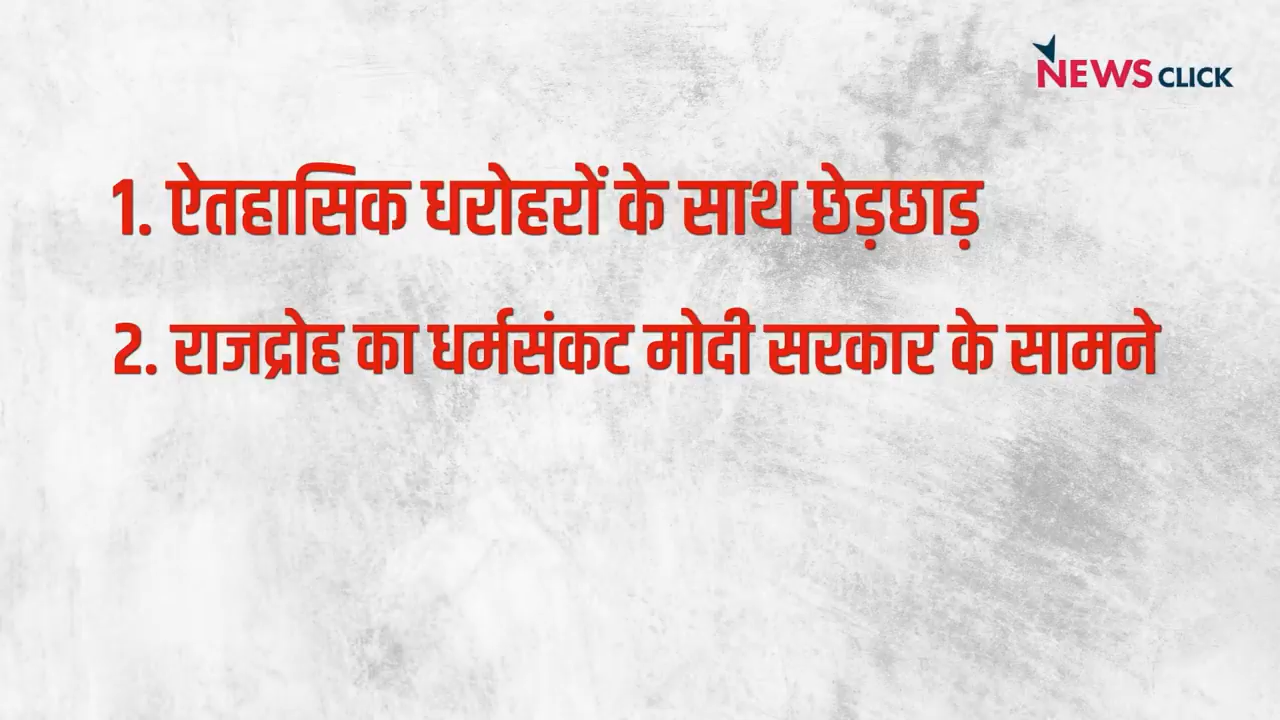 NEWS CLICK
1. ऐतहासिक धरोहरों के साथ छेड़छाड़
2. राजद्रोह का धर्मसंकट मोदी सरकार के सामने